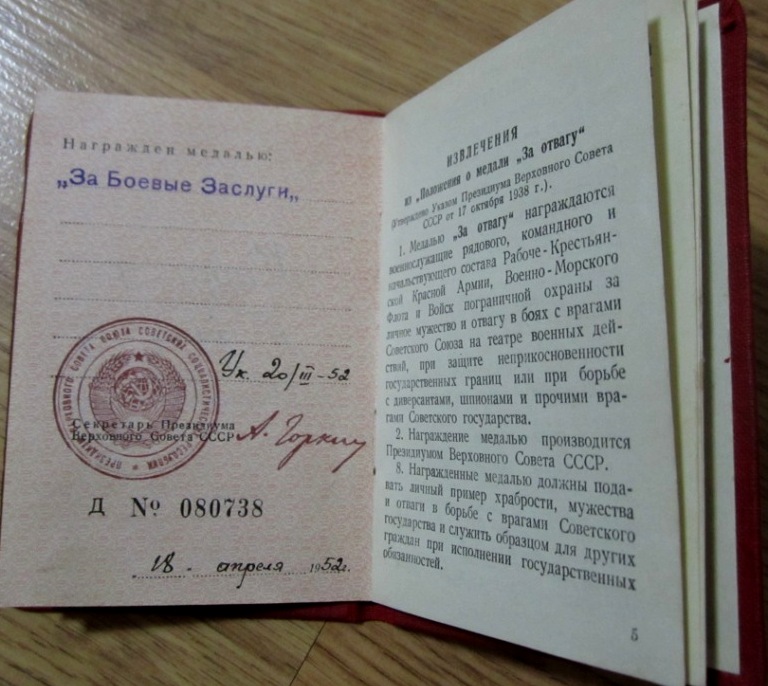 Награжден медалью:
„За Боевые Заслуги„
Ук. 20/III-52
Секретарь Президиума
Верховного Совета СССР А. Горкин
Д № 080738
18 апреля 1952г.
ИЗВЛЕЧЕНИЯ
из „Положения о медали „За отвагу“
(Утверждено Указом Президиума Верховного Совета
СССР от 17 октября 1938 г.).
1. Медалью „За отвагу“ награждаются
военнослужащие рядового, командного и
начальствующего состава Рабоче-Крестьян-
ской Красной Армии, Военно-Морского
Флота и Войск пограничной охраны за
личное мужество и отвагу в боях с врагами
Советского Союза на театре военных дей-
ствий, при защите неприкосновенности
государственных границ или при борьбе
с диверсантами, шпионами и прочими вра-
гами Советского государства.
2. Награждение медалью производится
Президиумом Верховного Совета СССР.
8. Награжденные медалью должны пода-
вать личный пример храбрости, мужества
и отваги в борьбе с врагами Советского
государства и служить образцом для других
граждан при исполнении государственных
обязанностей.
5